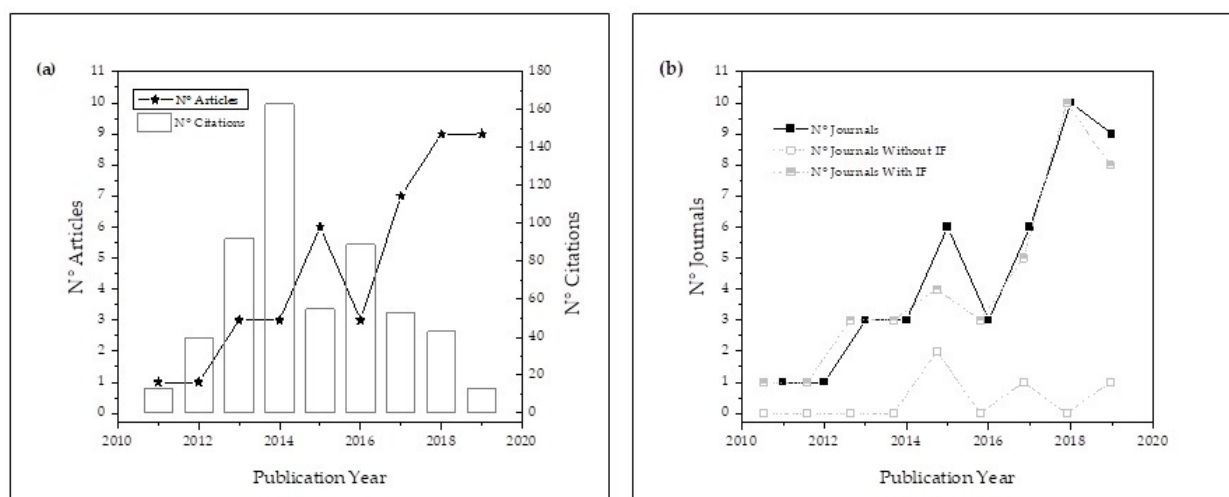 (a)
N° Articles
N° Citations
11
10
9
8
7
6
5
4
3
2
1
0
N° Articles
180
160
140
120
100
80
60
40
20
0
N° Citations
2010 2012 2014 2016 2018 2020
Publication Year
(b)
N° Journals
N° Journals Without IF
N° Journals With IF
11
10
9
8
7
6
5
4
3
2
1
0
N° Journals
2010 2012 2014 2016 2018 2020
Publication Year